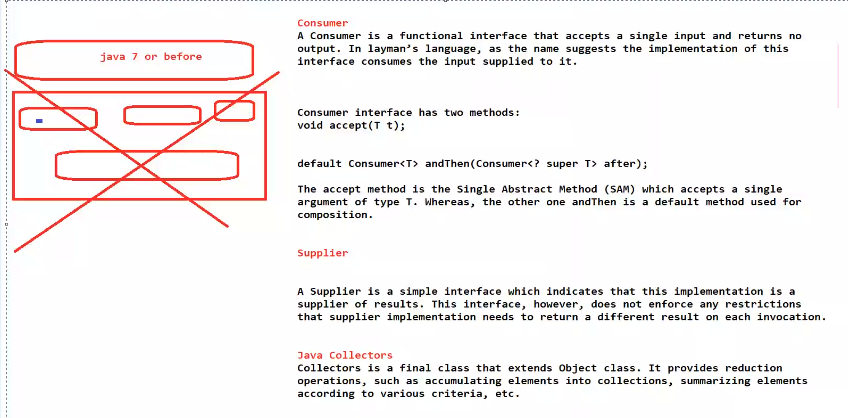 java 7 or before
Consumer
A Consumer is a functional interface that accepts a single input and returns no
output. In layman’s language, as the name suggests the implementation of this
interface consumes the input supplied to it.
Consumer interface has two methods:
void accept(T t);
default Consumer<T> andThen(Consumer<? super T> after);
The accept method is the Single Abstract Method (SAM) which accepts a single
argument of type T. Whereas, the other one andThen is a default method used for
composition.
Supplier
A Supplier is a simple interface which indicates that this implementation is a
supplier of results. This interface, however, does not enforce any restrictions
that supplier implementation needs to return a different result on each invocation.
Java Collectors
Collectors is a final class that extends Object class. It provides reduction
operations, such as accumulating elements into collections, summarizing elements
according to various criteria, etc.